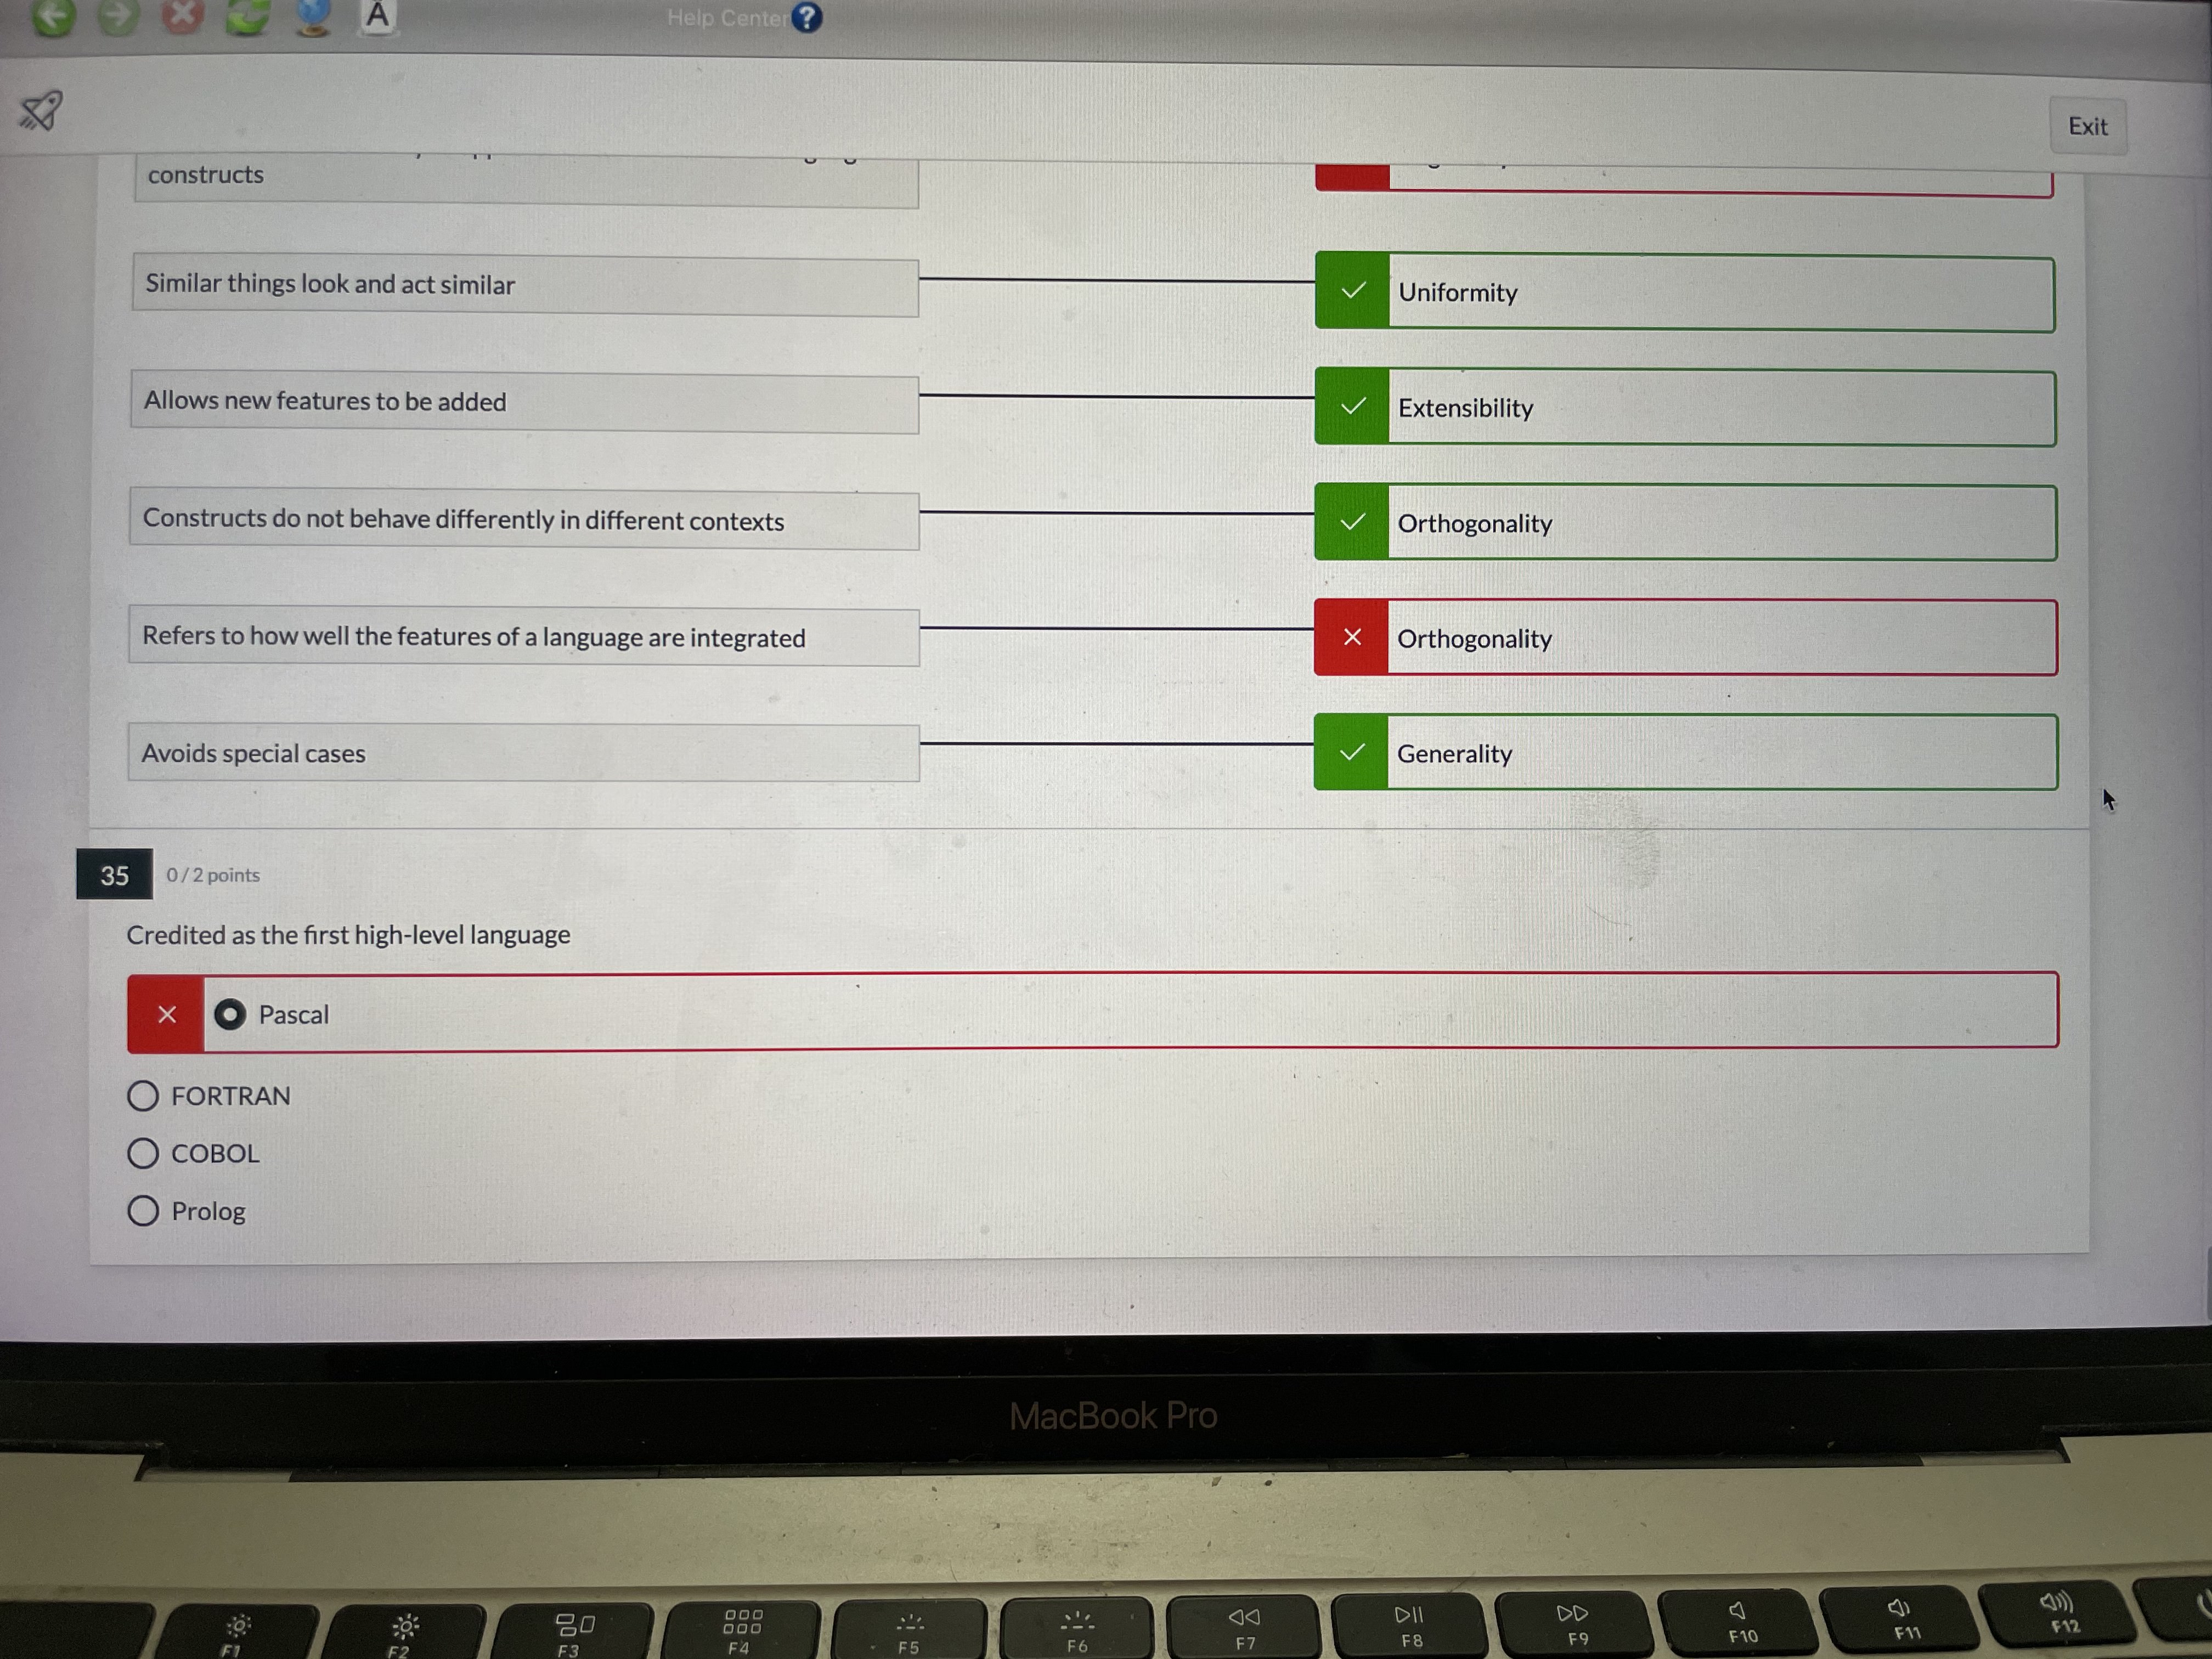 A
Help Center ?
Exit
constructs
Similar things look and act similar
Uniformity
Allows new features to be added
Extensibility
Constructs do not behave differently in different contexts
Orthogonality
Refers to how well the features of a language are integrated
Orthogonality
Avoids special cases
Generality
35 0 / 2 points
Credited as the first high-level language
Pascal
FORTRAN
COBOL
Prolog
MacBook Pro
F1 F2 F3 F4 F5 F6 F7 F8 F9 F10 F11 F12